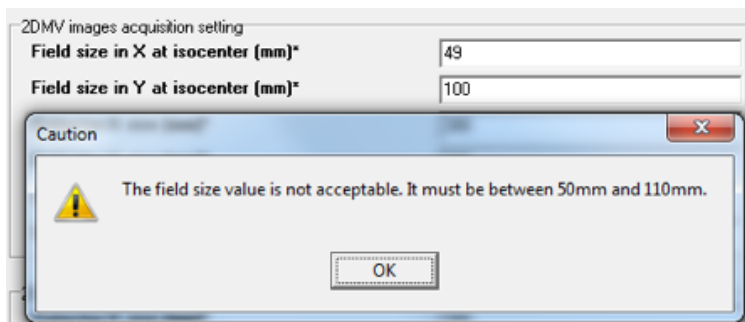 2DMV images acquisition setting
Field size in X at isocenter (mm)* 49
Field size in Y at isocenter (mm)* 100
Caution
The field size value is not acceptable. It must be between 50mm and 110mm.
OK